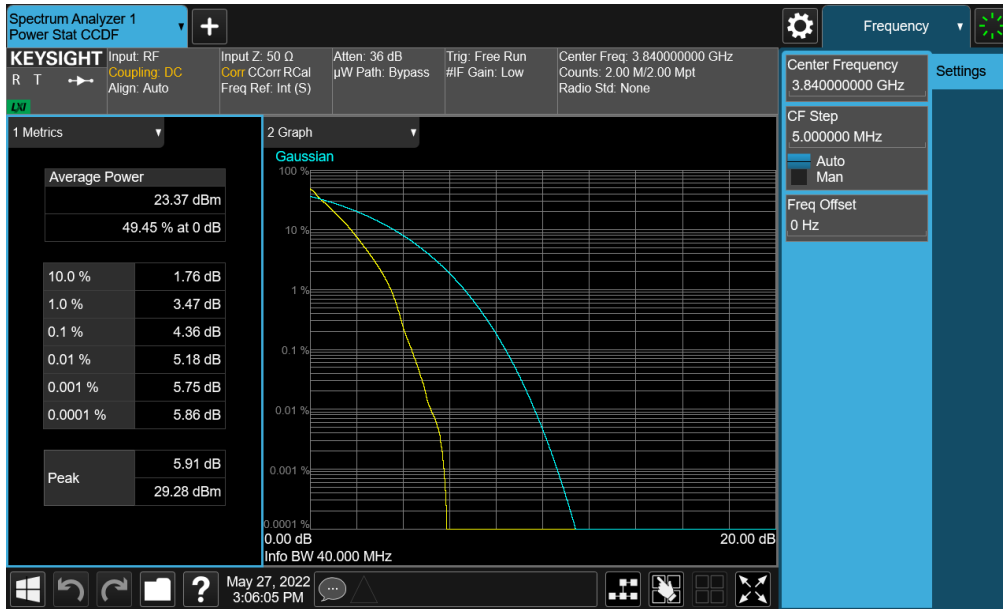 Spectrum Analyzer 1
Power Stat CCDF
+
Frequency
KEYSIGHT
R T
LXI
Input: RF
Coupling: DC
Align: Auto
Input Z: 50 Ω
Corr CCorr RCal
Freq Ref: Int (S)
Atten: 36 dB
µW Path: Bypass
Trig: Free Run
#IF Gain: Low
Center Freq: 3.840000000 GHz
Counts: 2.00 M/2.00 Mpt
Radio Std: None
Center Frequency
3.840000000 GHz
Settings
CF Step
5.000000 MHz
Auto
Man
Freq Offset
0 Hz
1 Metrics
Average Power
23.37 dBm
49.45 % at 0 dB
10.0 % 1.76 dB
1.0 % 3.47 dB
0.1 % 4.36 dB
0.01 % 5.18 dB
0.001 % 5.75 dB
0.0001 % 5.86 dB
Peak
5.91 dB
29.28 dBm
2 Graph
Gaussian
100 %
10 %
1 %
0.1 %
0.01 %
0.001 %
0.0001 %
0.00 dB 20.00 dB
Info BW 40.000 MHz
?
May 27, 2022
3:06:05 PM